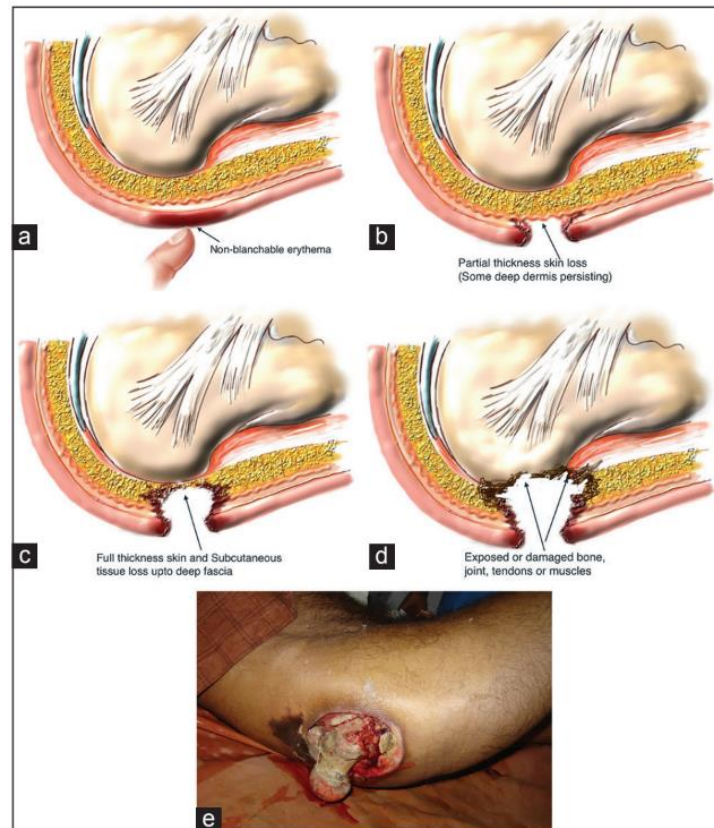 a
Non-blanchable erythema
b
Partial thickness skin loss
(Some deep dermis persisting)
c
Full thickness skin and Subcutaneous
tissue loss upto deep fascia
d
Exposed or damaged bone,
joint, tendons or muscles
e